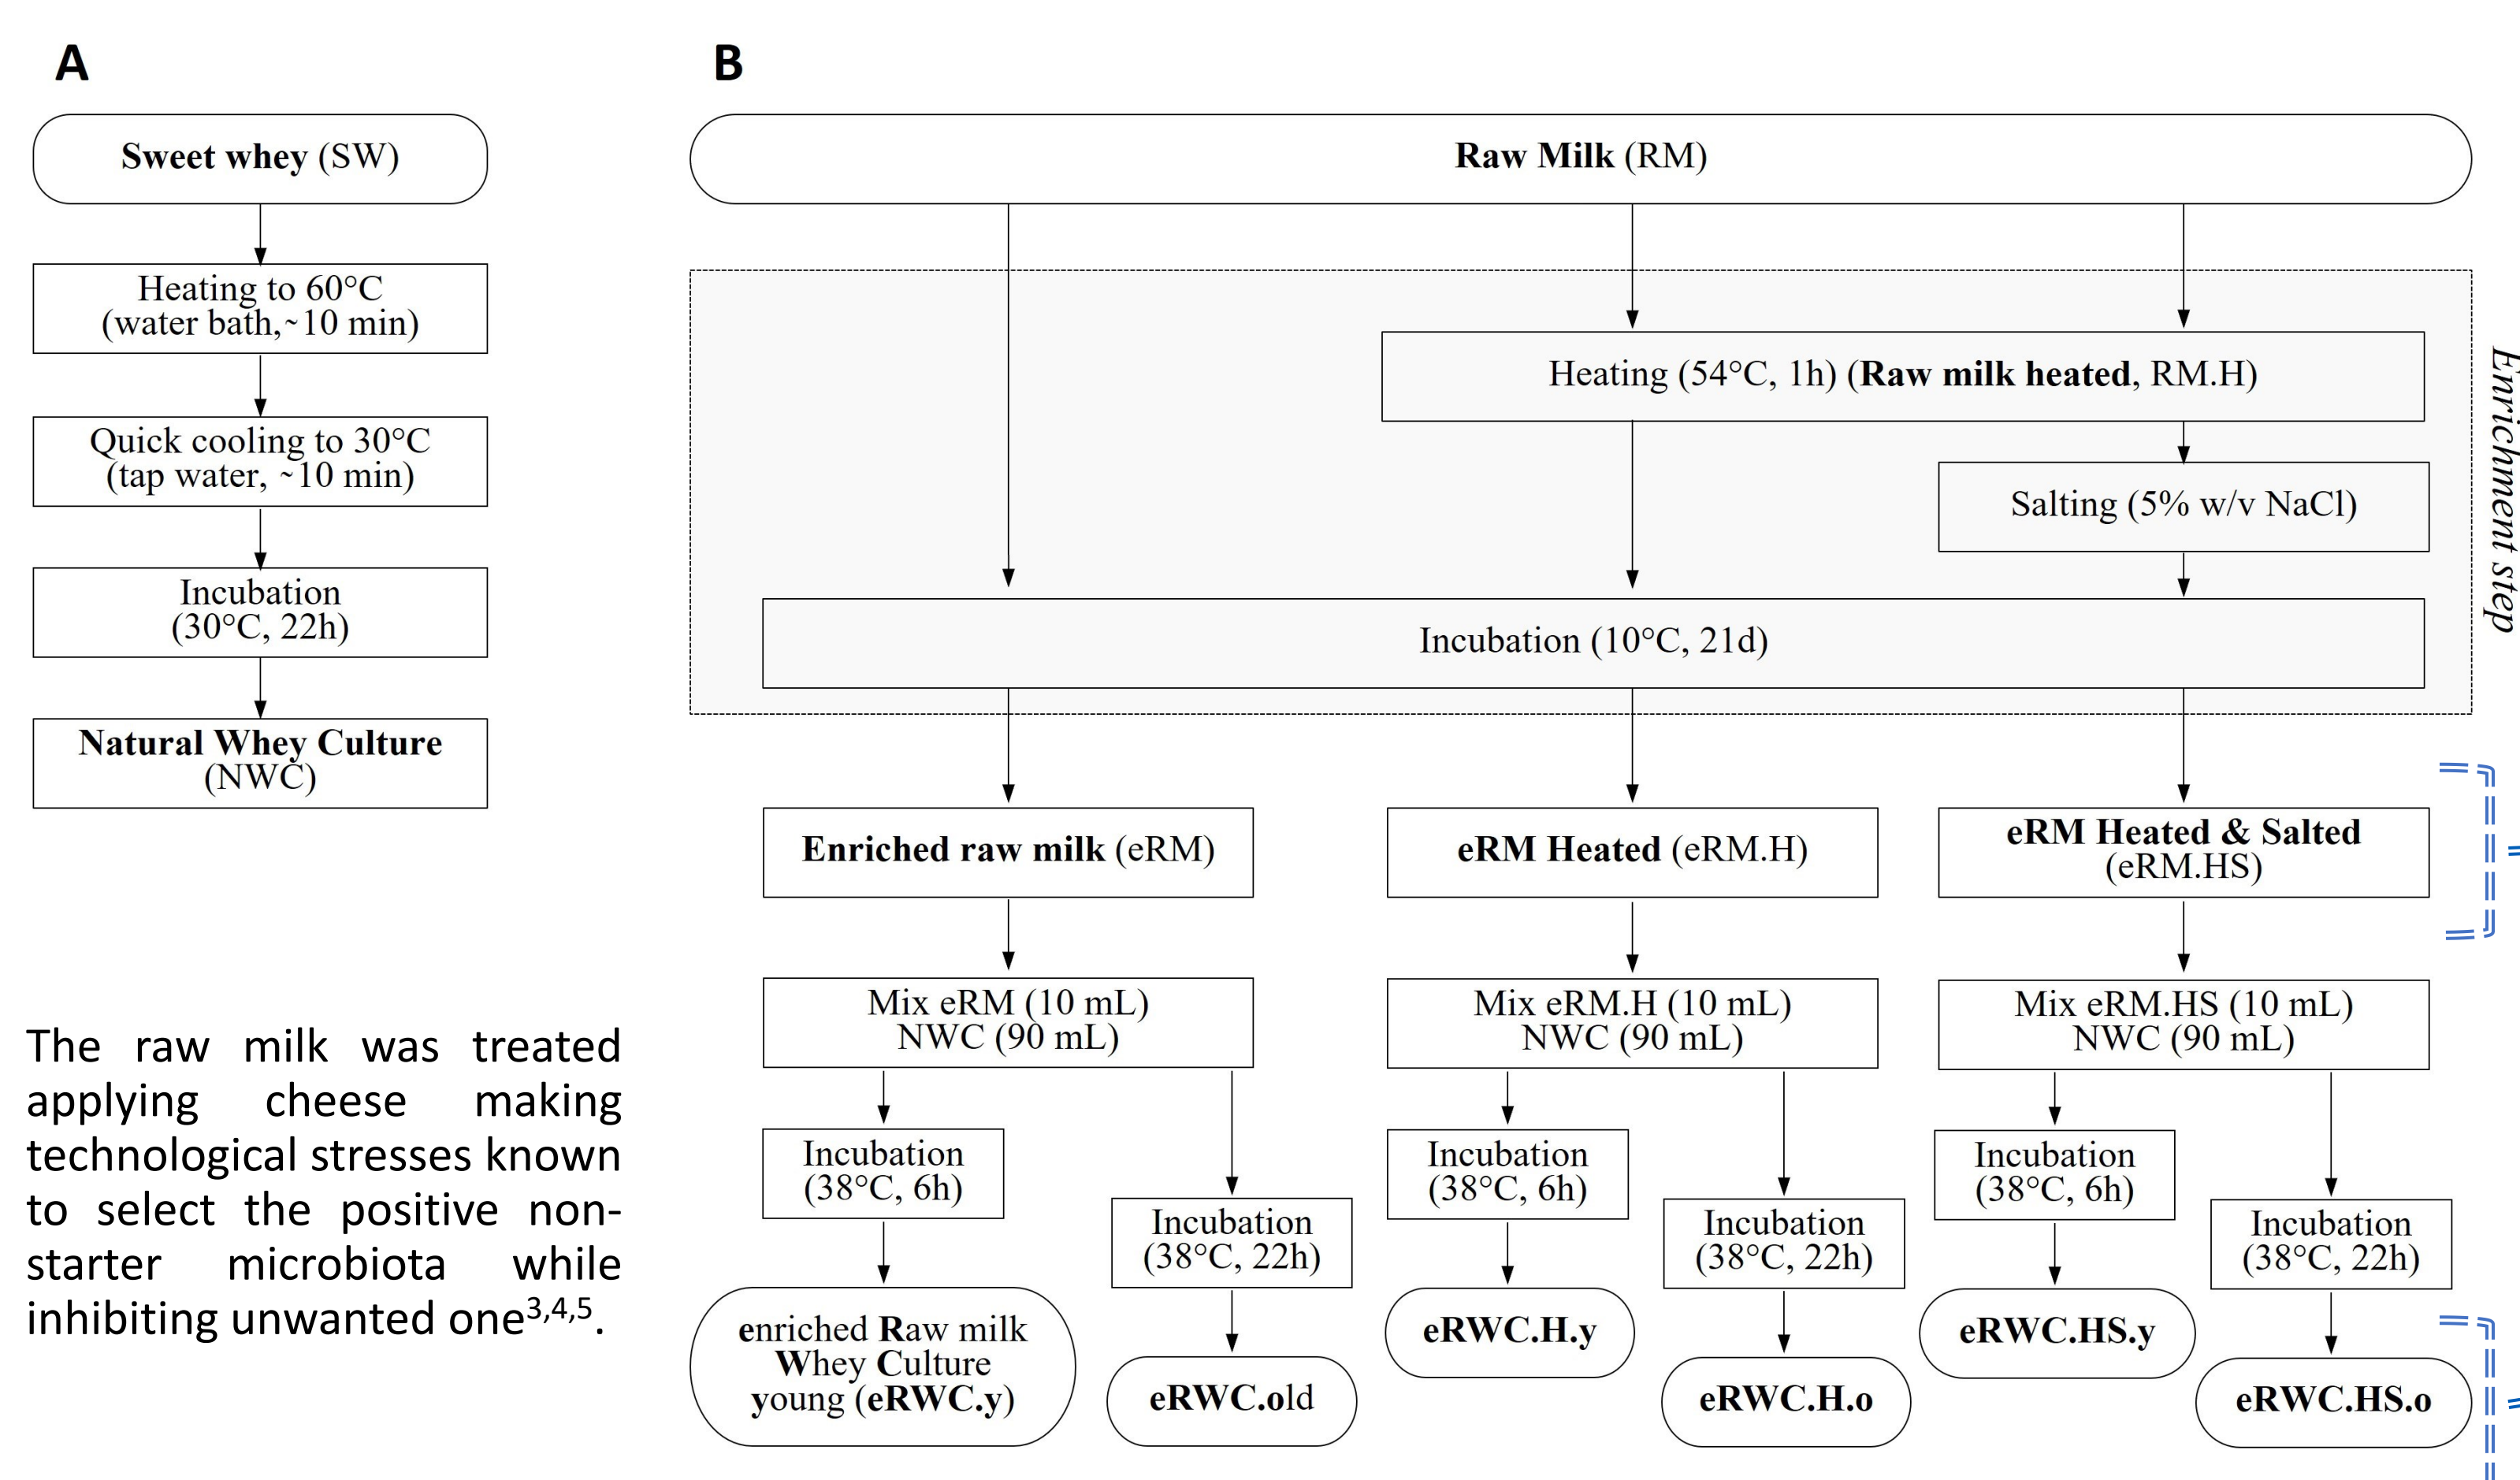 A
Sweet whey (SW)
Heating to 60°C
(water bath,~10 min)
Quick cooling to 30°C
(tap water, ~10 min)
Incubation
(30°C, 22h)
Natural Whey Culture
(NWC)
The raw milk was treated
applying cheese making
technological stresses known
to select the positive non-
starter microbiota while
inhibiting unwanted one3,4,5.
B
Raw Milk (RM)
Heating (54°C, 1h) (Raw milk heated, RM.H)
Salting (5% w/v NaCl)
Incubation (10°C, 21d)
Enrichment step
Enriched raw milk (eRM)
eRM Heated (eRM.H)
eRM Heated & Salted
(eRM.HS)
Mix eRM (10 mL)
NWC (90 mL)
Mix eRM.H (10 mL)
NWC (90 mL)
Mix eRM.HS (10 mL)
NWC (90 mL)
Incubation
(38°C, 6h)
Incubation
(38°C, 22h)
Incubation
(38°C, 6h)
Incubation
(38°C, 22h)
Incubation
(38°C, 6h)
Incubation
(38°C, 22h)
enriched Raw milk
Whey Culture
young (eRWC.y)
eRWC.old
eRWC.H.y
eRWC.H.o
eRWC.HS.y
eRWC.HS.o